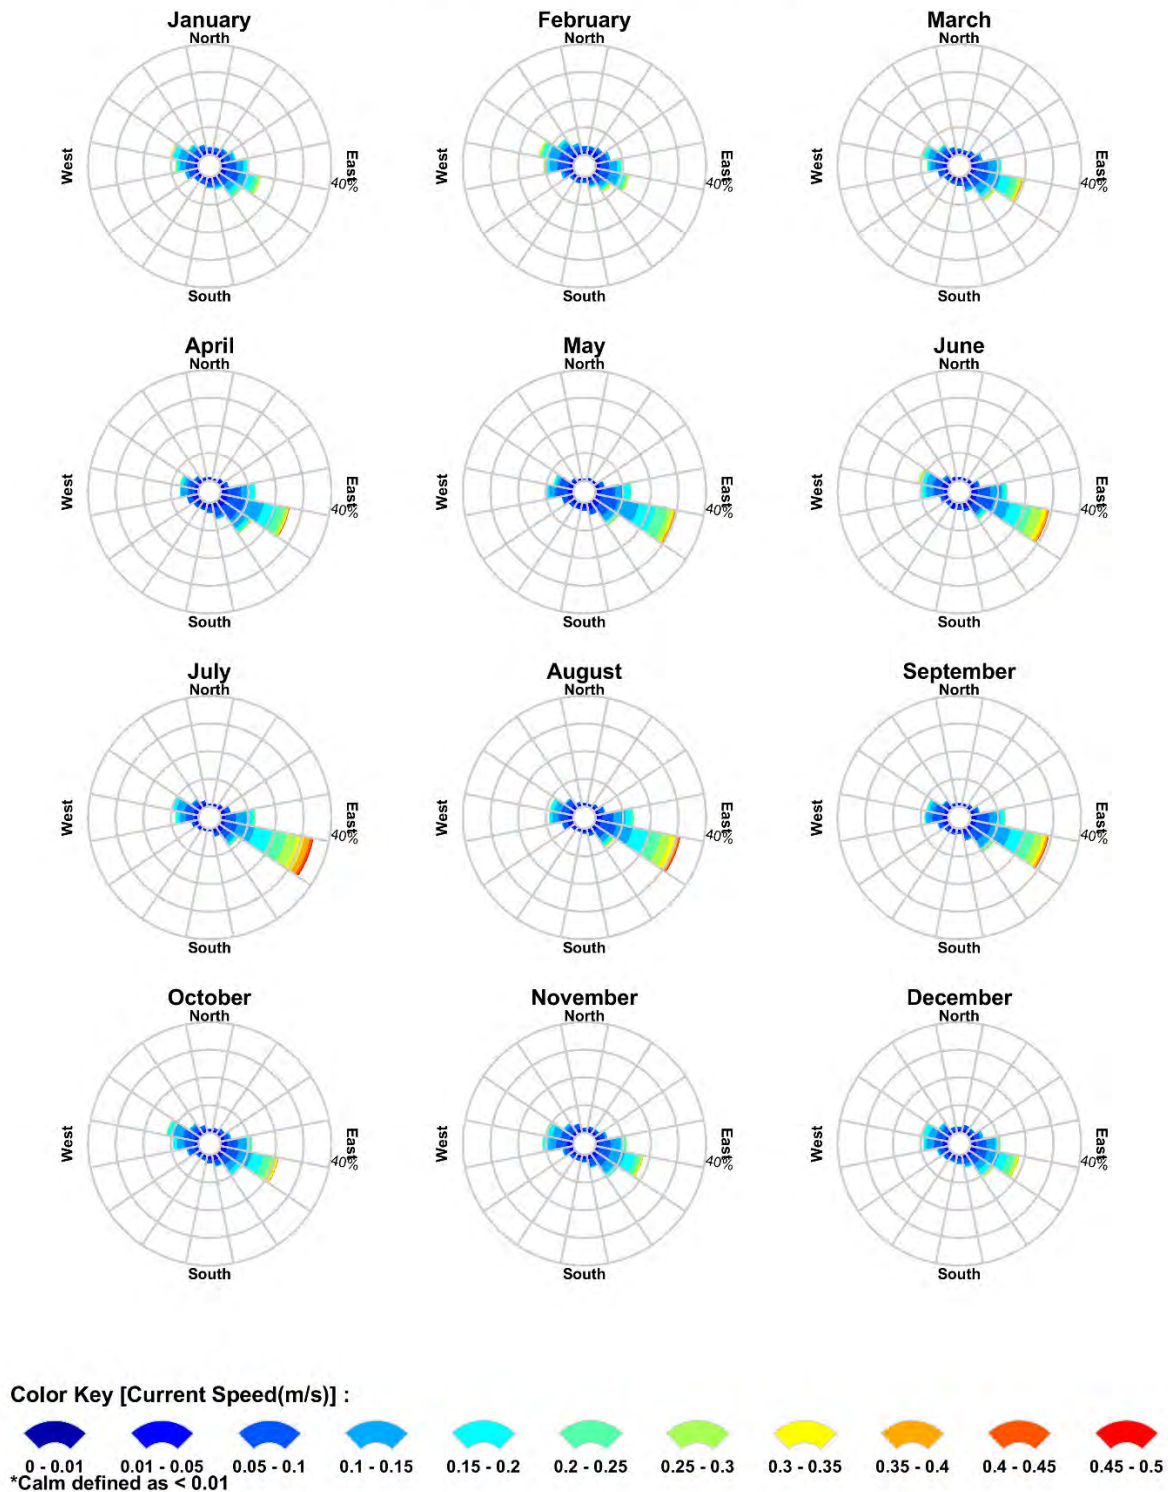 January February March
North North North
West East 40% West East 40% West East 40%
South South South
April May June
North North North
West East 40% West East 40% West East 40%
South South South
July August September
North North North
West East 40% West East 40% West East 40%
South South South
October November December
North North North
West East 40% West East 40% West East 40%
South South South
Color Key [Current Speed(m/s)] :
0 - 0.01 0.01 - 0.05 0.05 - 0.1 0.1 - 0.15 0.15 - 0.2 0.2 - 0.25 0.25 - 0.3 0.3 - 0.35 0.35 - 0.4 0.4 - 0.45 0.45 - 0.5
*Calm defined as < 0.01